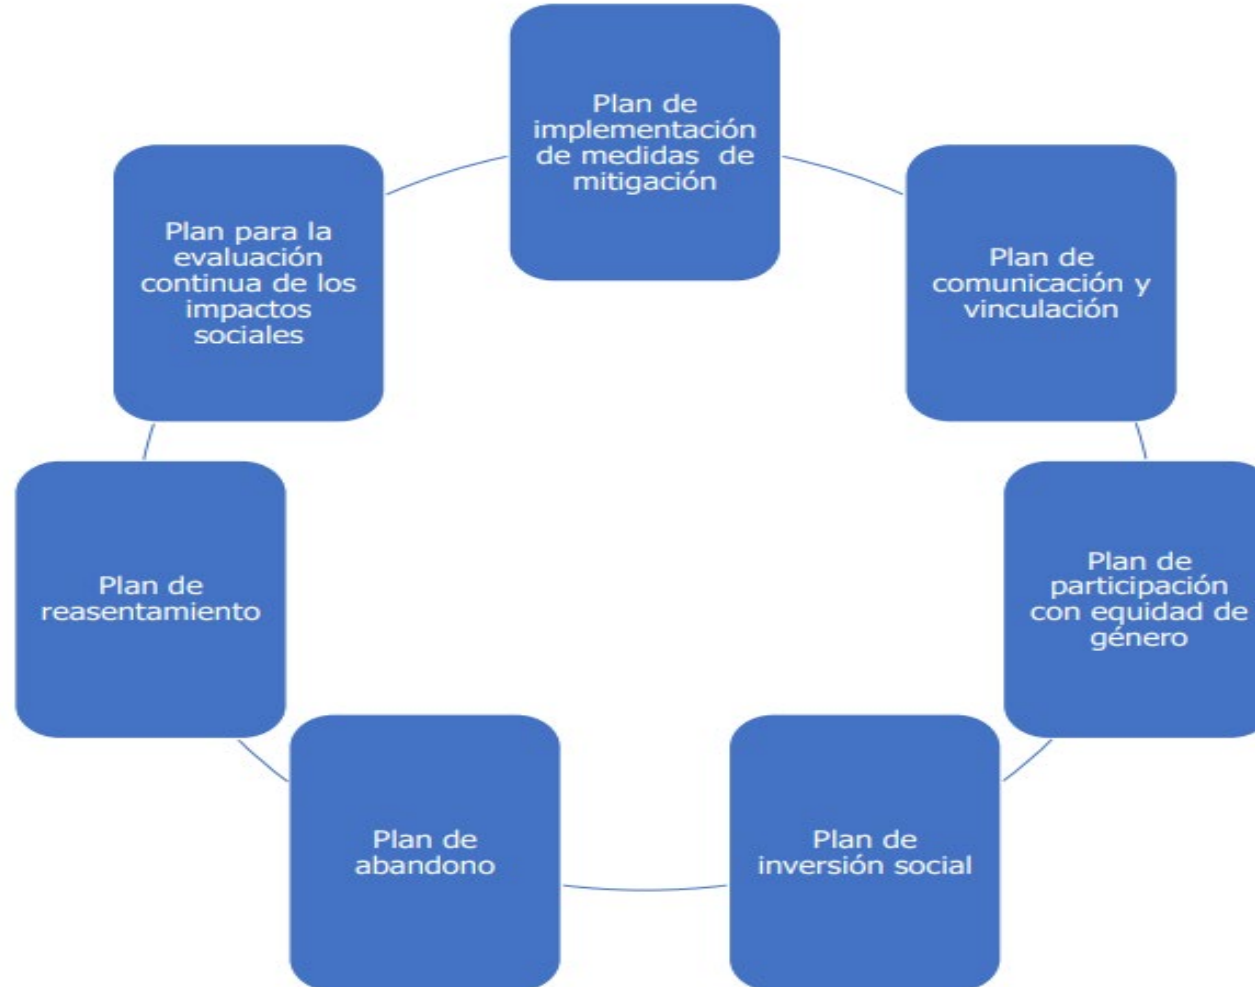 Plan de
implementación
de medidas de
mitigación
Plan de
comunicación y
vinculación
Plan de
participación
con equidad de
género
Plan de
inversión social
Plan de
abandono
Plan de
reasentamiento
Plan para la
evaluación
continua de los
impactos
sociales